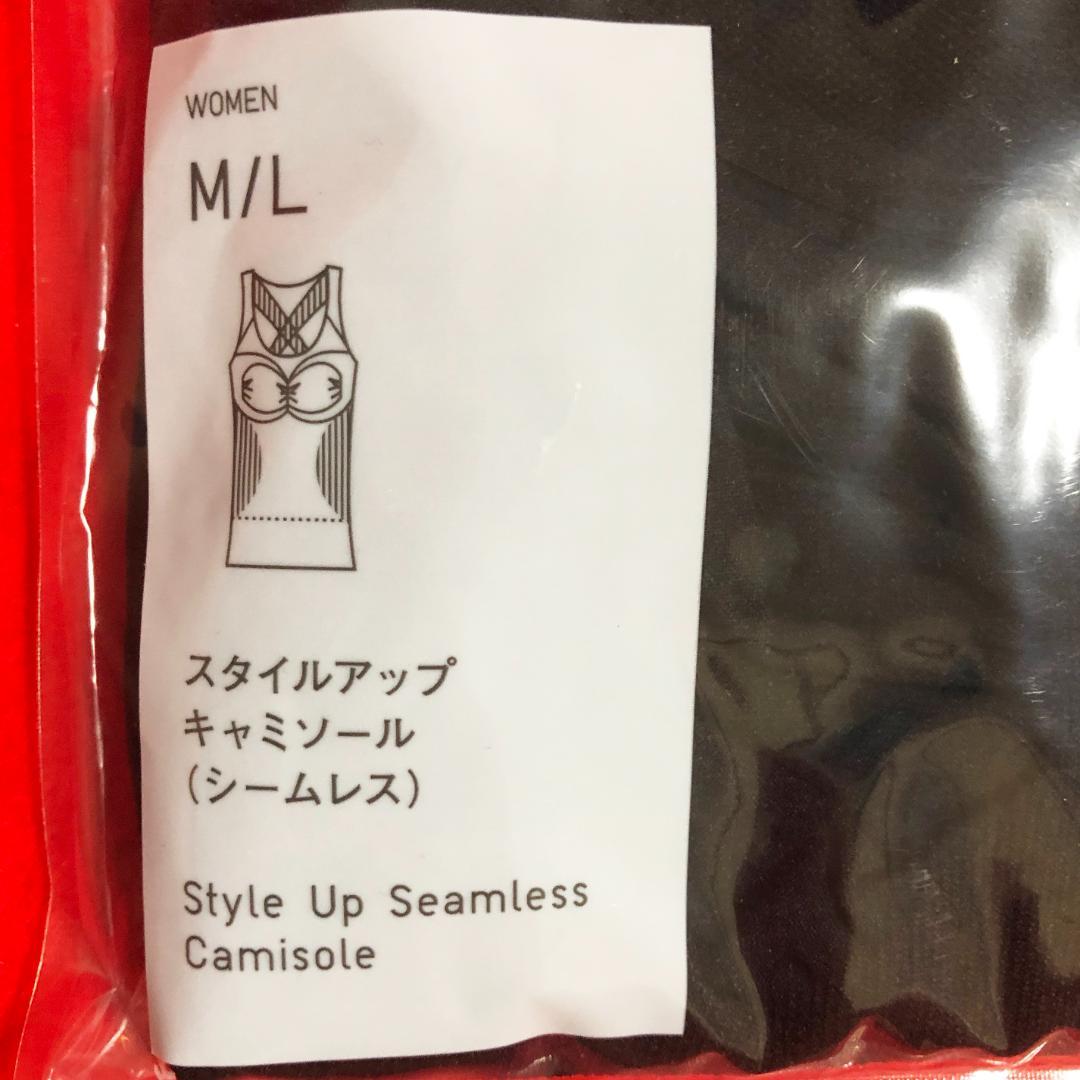 WOMEN
M/L
スタイルアップ
キャミソール
(シームレス)
Style Up Seamless
Camisole